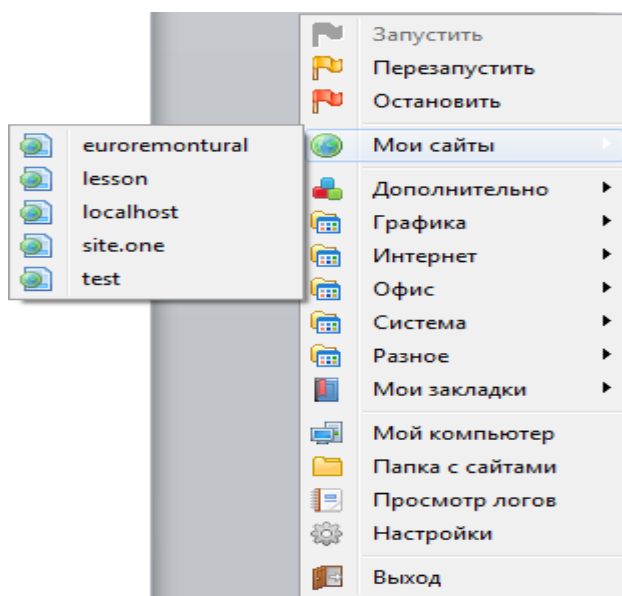 Запустить
Перезапустить
Остановить
Мои сайты
euroremontural
lesson
localhost
site.one
test
Дополнительно
Графика
Интернет
Офис
Система
Разное
Мои закладки
Мой компьютер
Папка с сайтами
Просмотр логов
Настройки
Выход